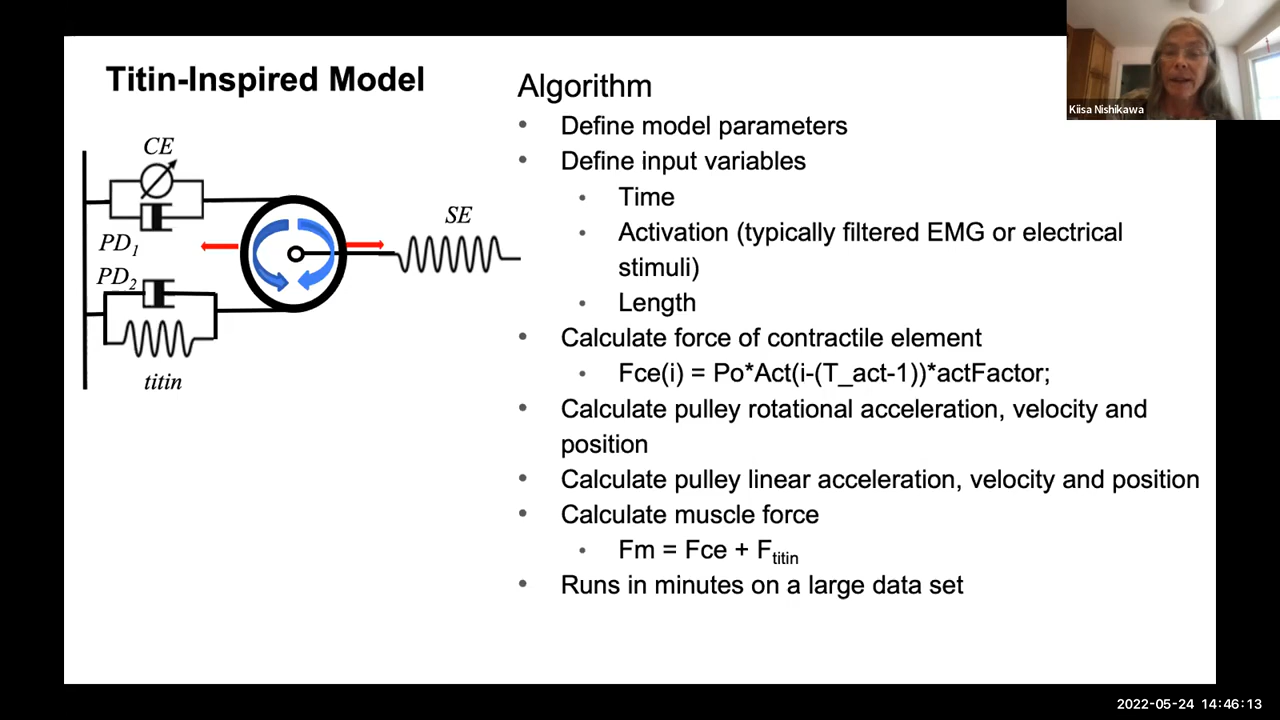 Titin-Inspired Model
CE
PD1
PD2
titin
SE
Algorithm
• Define model parameters
• Define input variables
• Time
• Activation (typically filtered EMG or electrical
stimuli)
• Length
• Calculate force of contractile element
• Fce(i) = Po*Act(i-(T_act-1))*actFactor;
• Calculate pulley rotational acceleration, velocity and
position
• Calculate pulley linear acceleration, velocity and position
• Calculate muscle force
• Fm = Fce + Ftitin
• Runs in minutes on a large data set
Kiisa Nishikawa
2022-05-24 14:46:13